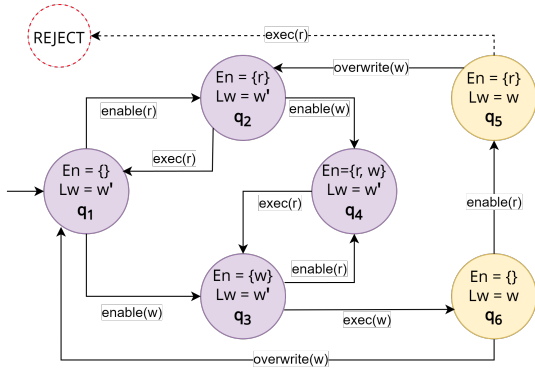 REJECT
exec(r)
overwrite(w)
En = {r}
Lw = w'
q2
En = {r}
Lw = w
q5
enable(r)
enable(w)
exec(r)
En = {}
Lw = w'
q1
En={r, w}
Lw = w'
q4
exec(r)
enable(r)
En = {w}
Lw = w'
q3
enable(r)
En = {}
Lw = w
q6
enable(w)
exec(w)
overwrite(w)